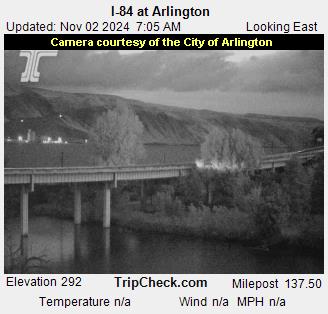 I-84 at Arlington
Updated: Nov 02 2024 7:05 AM Looking East
Camera courtesy of the City of Arlington
Elevation 292 TripCheck.com Milepost 137.50
Temperature n/a Wind n/a MPH n/a